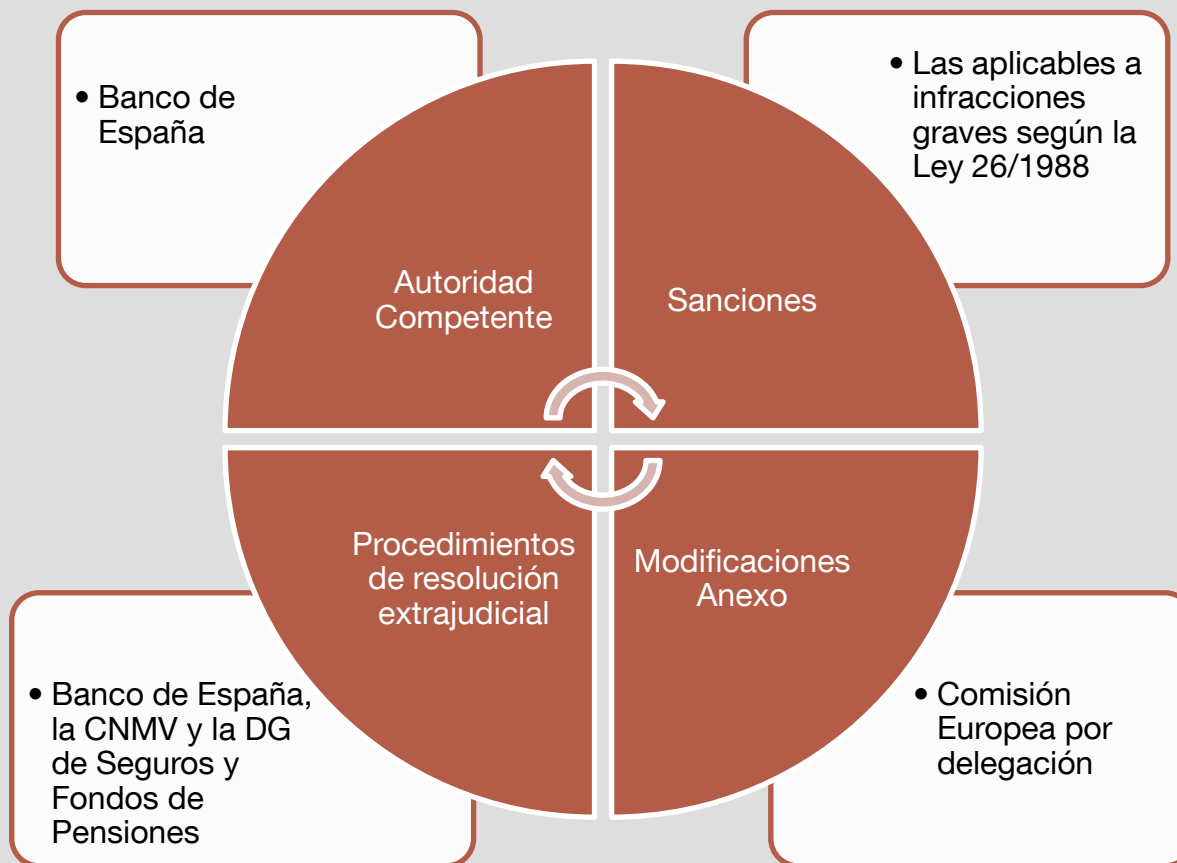 • Banco de
España
• Las aplicables a
infracciones
graves según la
Ley 26/1988
Autoridad
Competente
Sanciones
Procedimientos
de resolución
extrajudicial
Modificaciones
Anexo
• Banco de España,
la CNMV y la DG
de Seguros y
Fondos de
Pensiones
• Comisión
Europea por
delegación